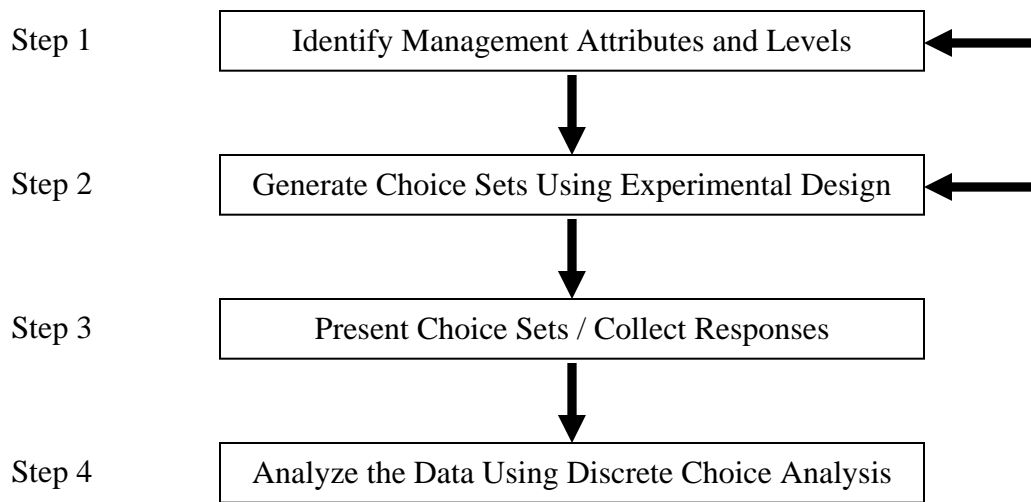 Step 1 Identify Management Attributes and Levels
Step 2 Generate Choice Sets Using Experimental Design
Step 3 Present Choice Sets / Collect Responses
Step 4 Analyze the Data Using Discrete Choice Analysis